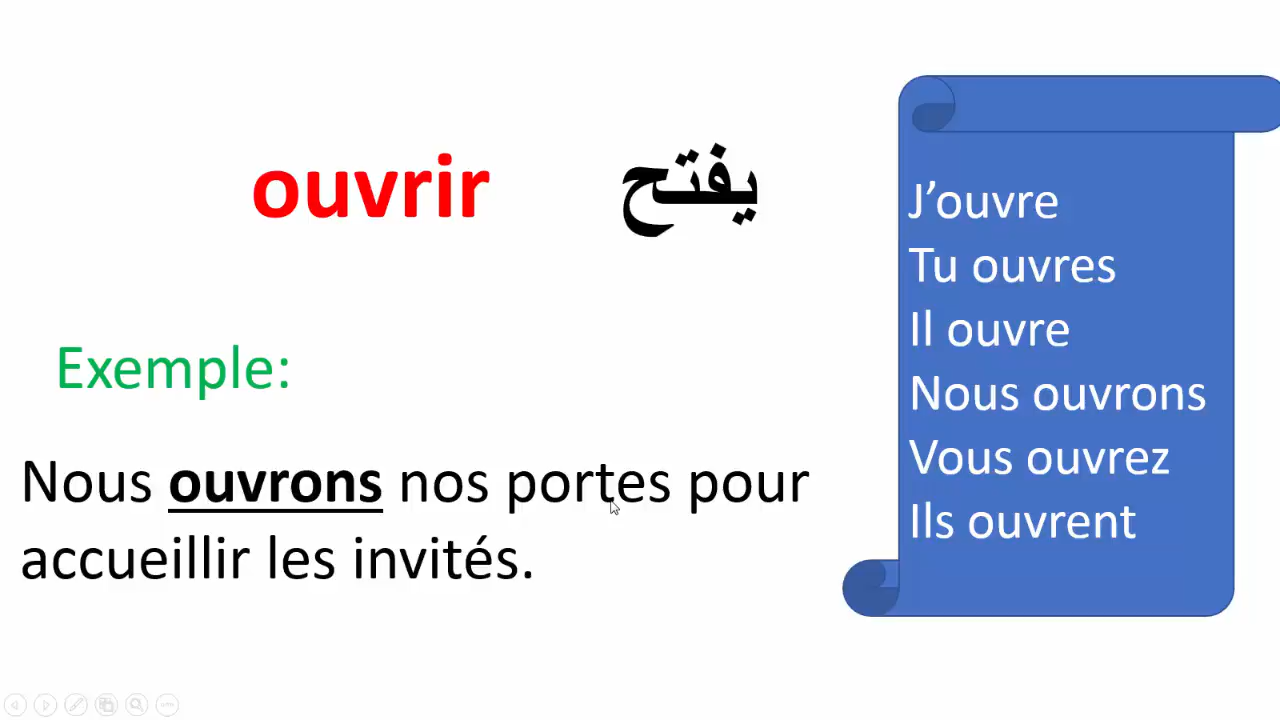 ouvrir يفتح
Exemple:
Nous ouvrons nos portes pour
accueillir les invités.
J’ouvre
Tu ouvres
Il ouvre
Nous ouvrons
Vous ouvrez
Ils ouvrent